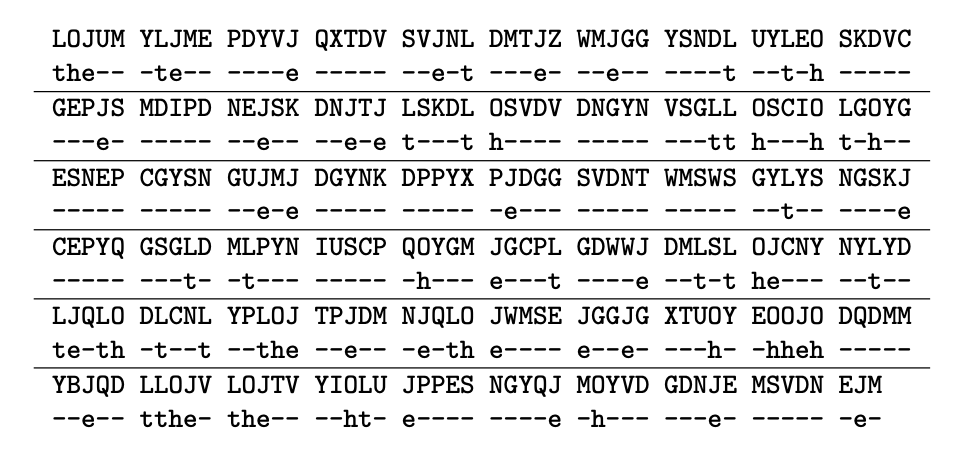 LOJUM YLJME PDYVJ QXTDV SVJNL DMTJZ WMJGG YSNDL UYLEO SKDVC
the-- -te-- ----e ----- --e-t ---e- --e-- ----t --t-h -----
GEPJS MDIPD NEJSK DNJTJ LSKDL OSVDV DNGYN VSGLL OSCIO LGOYG
---e- ----- --e-- --e-e t---t h---- ----- ---tt h---h t-h--
ESNEP CGYSN GUJMJ DGYNK DPPYX PJDGG SVDNT WMSWS GYLYS NGSKJ
----- ----- --e-e ----- ----- -e--- ----- ----- --t-- ----e
CEPYQ GSGLD MLPYN IUSCP QOYGM JGCPL GDWWJ DMLSL OJCNY NYLYD
----- ---t- -t--- ----- -h--- e---t ----e --t-t he--- --t--
LJQLO DLCNL YPLOJ TPJDM NJQLO JWMSE JGGJG XTUOY EOOJO DQDMM
te-th -t--t --the --e-- -e-th e---- e--e- ---h- -hheh -----
YBJQD LLOJV LOJTV YIOLU JPPES NGYQJ MOYVD GDNJE MSVDN EJM
--e-- tthe- the-- --ht- e---- ----e -h--- ---e- ----- -e-